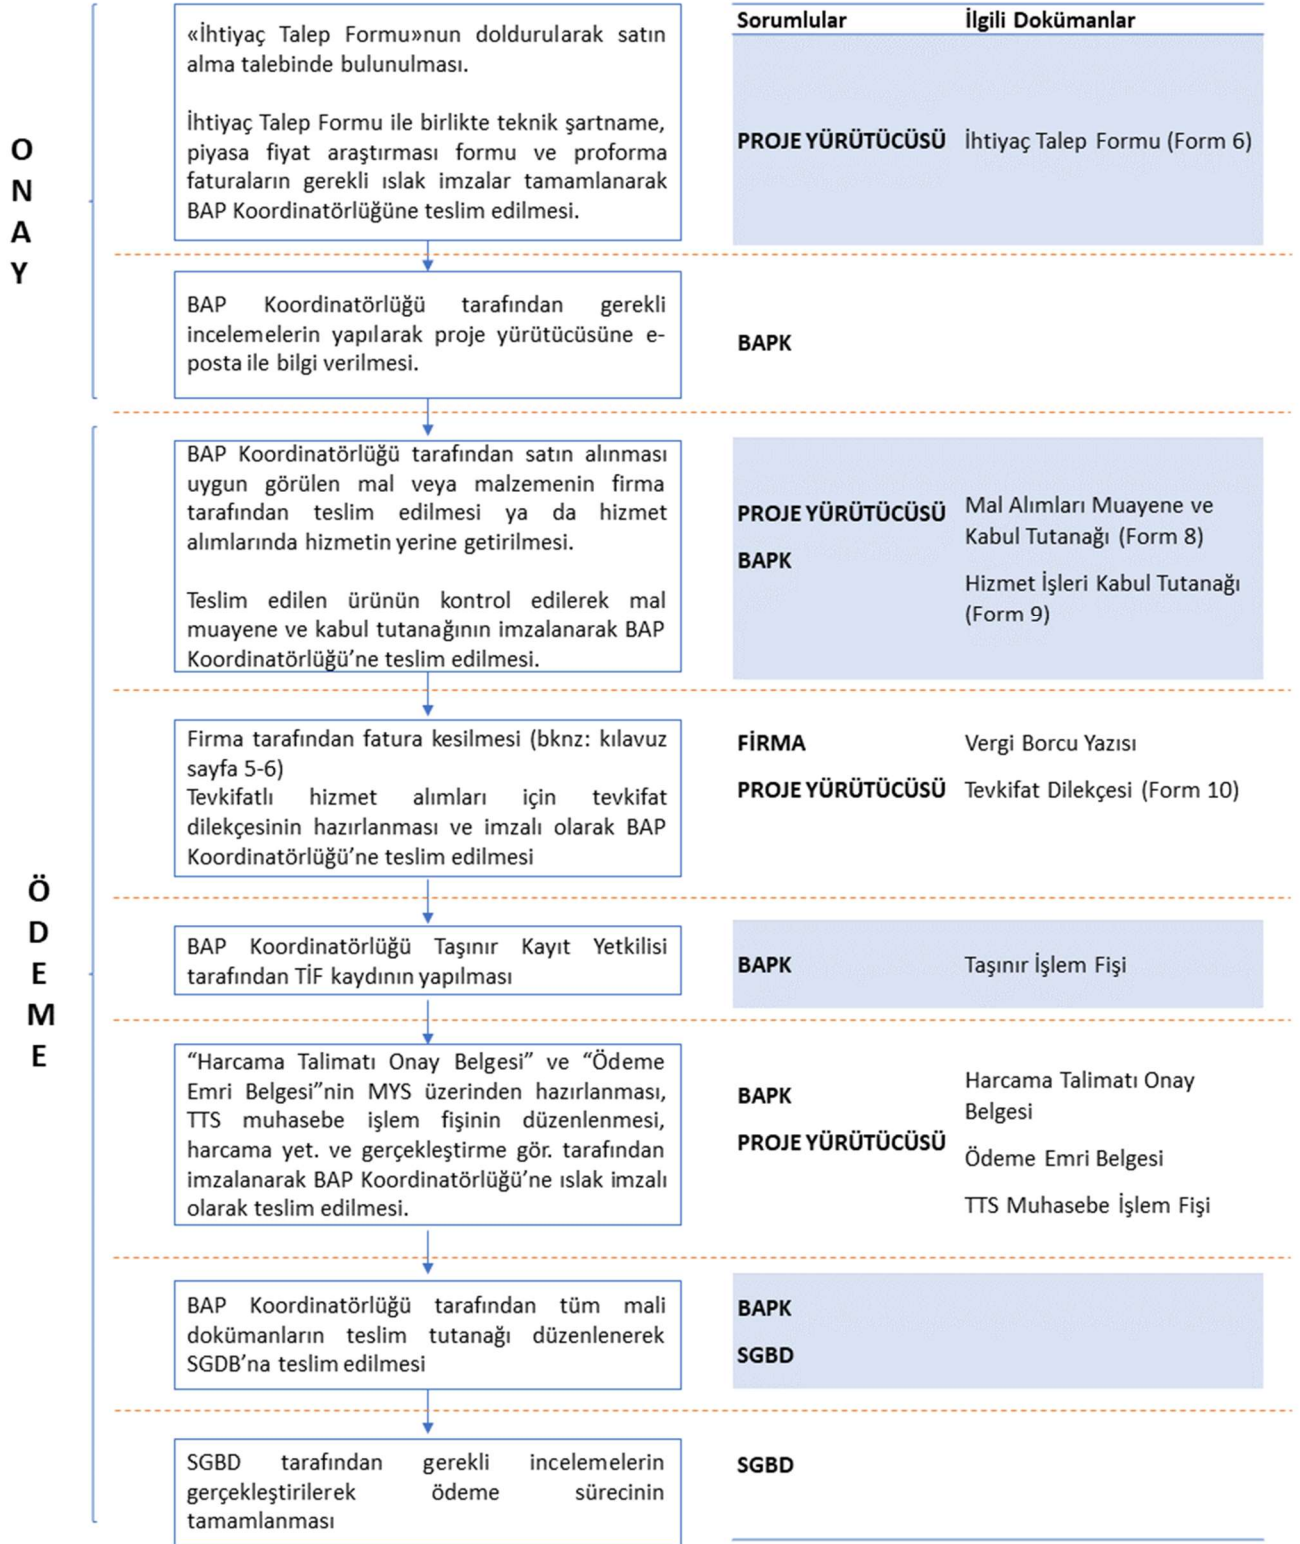 Sorumlular İlgili Dokümanlar
O
N
A
Y
«İhtiyaç Talep Formu»nun doldurularak satın
alma talebinde bulunulması.
İhtiyaç Talep Formu ile birlikte teknik şartname,
piyasa fiyat araştırması formu ve proforma
faturaların gerekli ıslak imzalar tamamlanarak
BAP Koordinatörlüğüne teslim edilmesi.
PROJE YÜRÜTÜCÜSÜ İhtiyaç Talep Formu (Form 6)
BAP Koordinatörlüğü tarafından gerekli
incelemelerin yapılarak proje yürütücüsüne e-
posta ile bilgi verilmesi.
BAPK
Ö
D
E
M
E
BAP Koordinatörlüğü tarafından satın alınması
uygun görülen mal veya malzemenin firma
tarafından teslim edilmesi ya da hizmet
alımlarında hizmetin yerine getirilmesi.
Teslim edilen ürünün kontrol edilerek mal
muayene ve kabul tutanağının imzalanarak BAP
Koordinatörlüğü’ne teslim edilmesi.
PROJE YÜRÜTÜCÜSÜ
BAPK
Mal Alımları Muayene ve
Kabul Tutanağı (Form 8)
Hizmet İşleri Kabul Tutanağı
(Form 9)
Firma tarafından fatura kesilmesi (bknz: kılavuz
sayfa 5-6)
Tevkifatlı hizmet alımları için tevkifat
dilekçesinin hazırlanması ve imzalı olarak BAP
Koordinatörlüğü’ne teslim edilmesi
FİRMA Vergi Borcu Yazısı
PROJE YÜRÜTÜCÜSÜ Tevkifat Dilekçesi (Form 10)
BAP Koordinatörlüğü Taşınır Kayıt Yetkilisi
tarafından TİF kaydının yapılması
BAPK Taşınır İşlem Fişi
“Harcama Talimatı Onay Belgesi” ve “Ödeme
Emri Belgesi”nin MYS üzerinden hazırlanması,
TTS muhasebe işlem fişinin düzenlenmesi,
harcama yet. ve gerçekleştirme gör. tarafından
imzalanarak BAP Koordinatörlüğü’ne ıslak imzalı
olarak teslim edilmesi.
BAPK
PROJE YÜRÜTÜCÜSÜ
Harcama Talimatı Onay
Belgesi
Ödeme Emri Belgesi
TTS Muhasebe İşlem Fişi
BAP Koordinatörlüğü tarafından tüm mali
dokümanların teslim tutanağı düzenlenerek
SGDB’na teslim edilmesi
BAPK
SGBD
SGBD tarafından gerekli incelemelerin
gerçekleştirilerek ödeme sürecinin
tamamlanması
SGBD